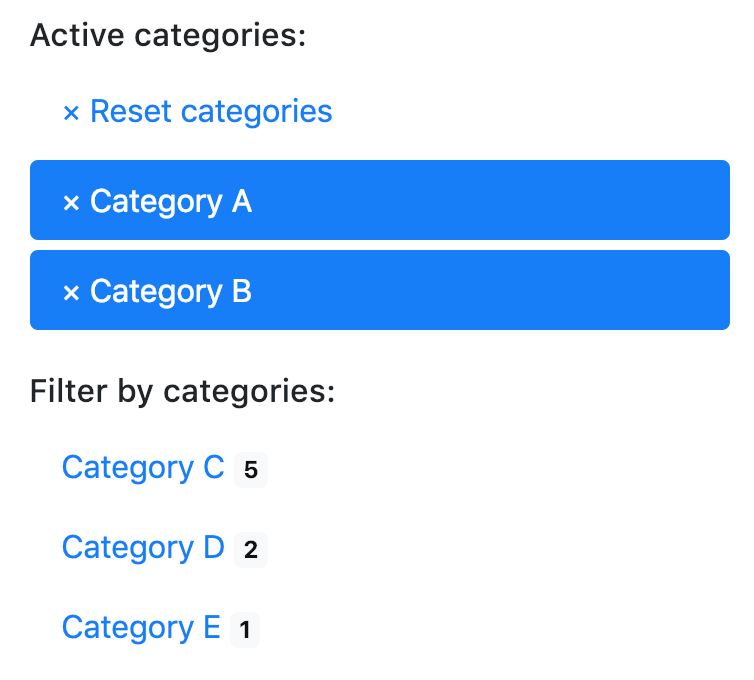 Active categories:
× Reset categories
× Category A
× Category B
Filter by categories:
Category C 5
Category D 2
Category E 1